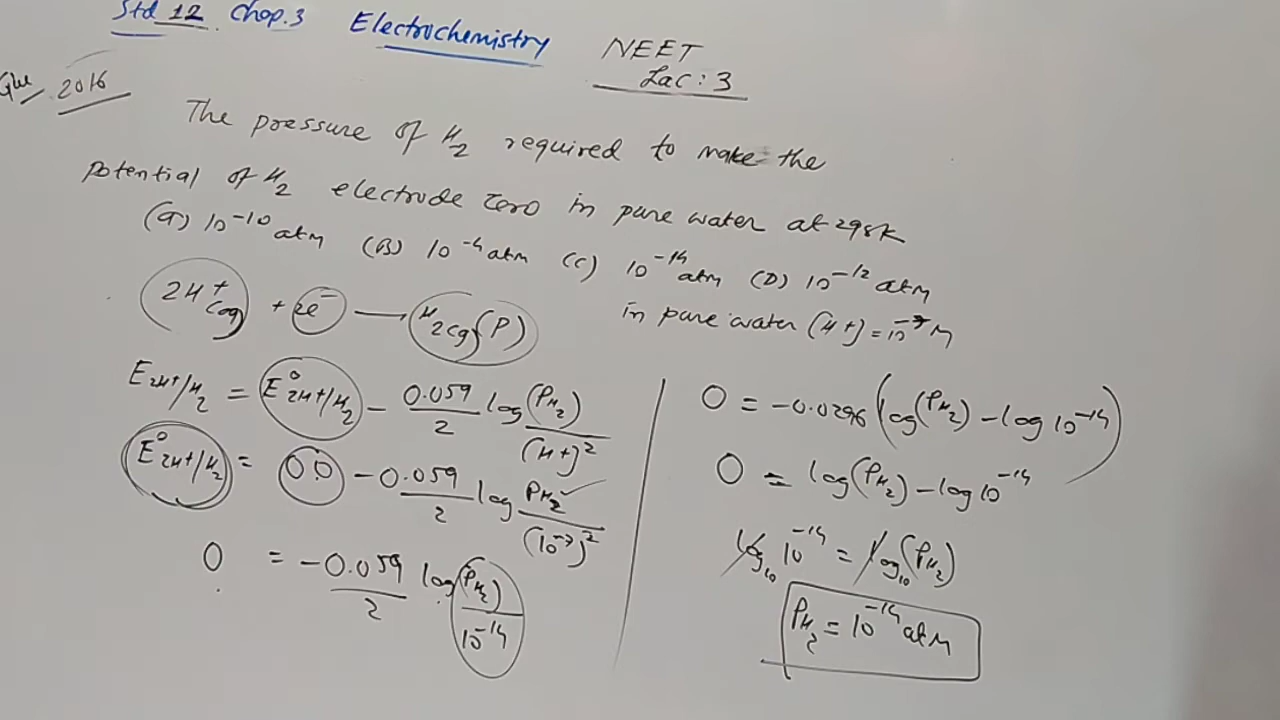 Std 12 Chap. 3 Electrochemistry NEET
Lac : 3
Que 2016
The pressure of H₂ required to make the
potential of H₂ electrode zero in pure water at 298K
(A) 10⁻¹⁰ atm (B) 10⁻⁴ atm (C) 10⁻¹⁴ atm (D) 10⁻¹² atm
2H⁺(aq) + 2e⁻ → H₂(g)(P)
in pure water (H+) = 10⁻⁷ M
E2H+/H₂ = E⁰2H+/H₂ - 0.059/2 log (PH₂)/(H+)²
E⁰2H+/H₂ = 0.0 - 0.059/2 log PH₂/(10⁻⁷)²
0 = -0.059/2 log (PH₂)/10⁻¹⁴
0 = -0.0296 (log(PH₂) - log 10⁻¹⁴)
0 = log(PH₂) - log 10⁻¹⁴
log₁₀ 10⁻¹⁴ = log₁₀(PH₂)
PH₂ = 10⁻¹⁴ atm